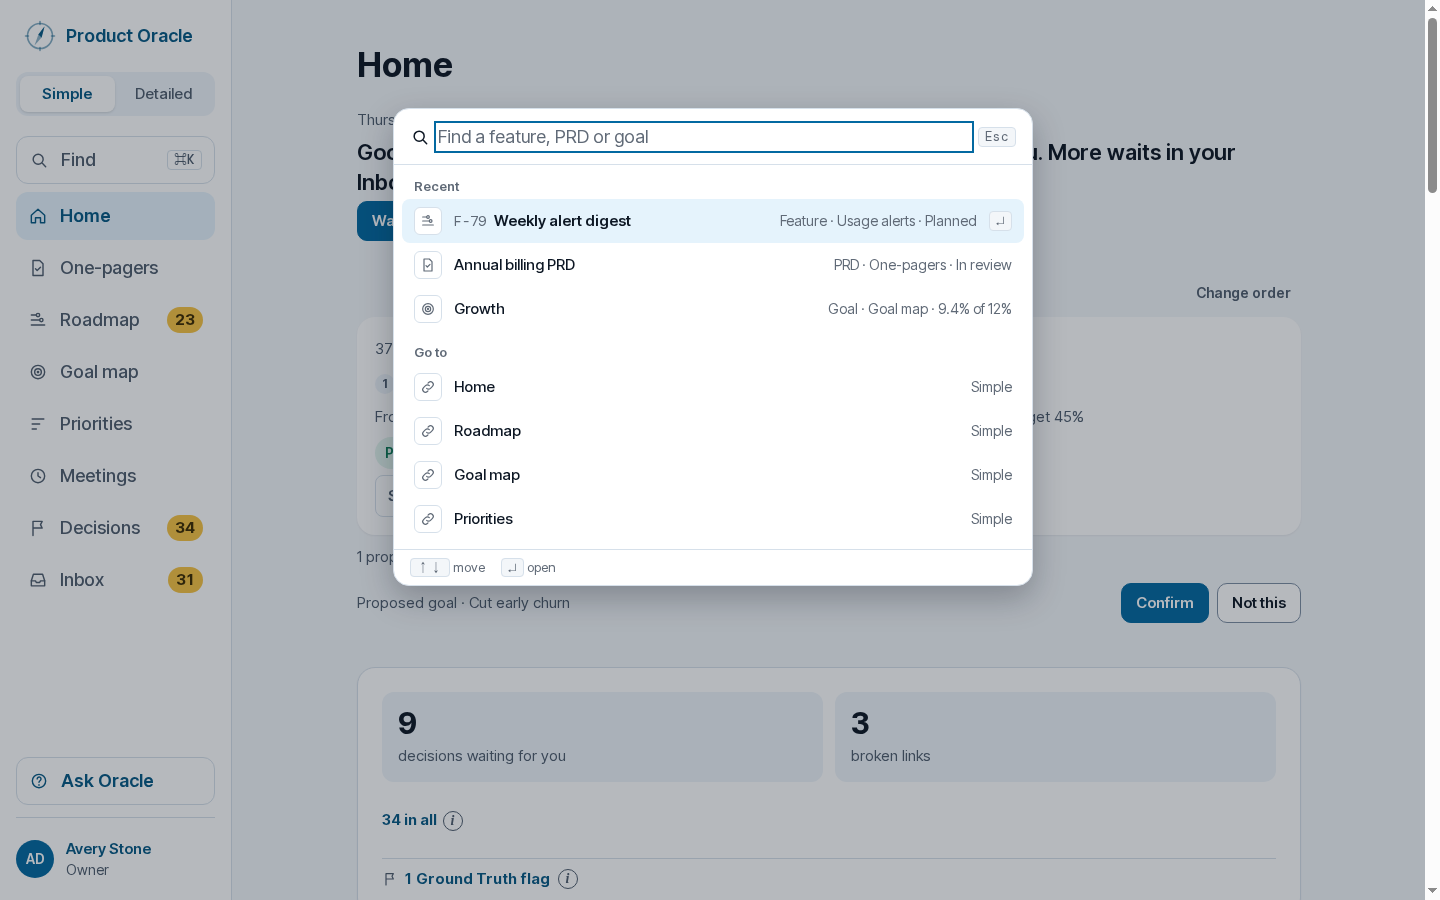 Product Oracle
Simple Detailed
Find ⌘K
Home
One-pagers
Roadmap 23
Goal map
Priorities
Meetings
Decisions 34
Inbox 31
Ask Oracle
AD Avery Stone
Owner
Home
Change order
37
1
45%
1
Proposed goal · Cut early churn Confirm Not this
9
decisions waiting for you
3
broken links
34 in all i
1 Ground Truth flag i
More waits in your
Find a feature, PRD or goal Esc
Recent
F-79 Weekly alert digest Feature · Usage alerts · Planned ↵
Annual billing PRD PRD · One-pagers · In review
Growth Goal · Goal map · 9.4% of 12%
Go to
Home Simple
Roadmap Simple
Goal map Simple
Priorities Simple
↑ ↓ move ↵ open